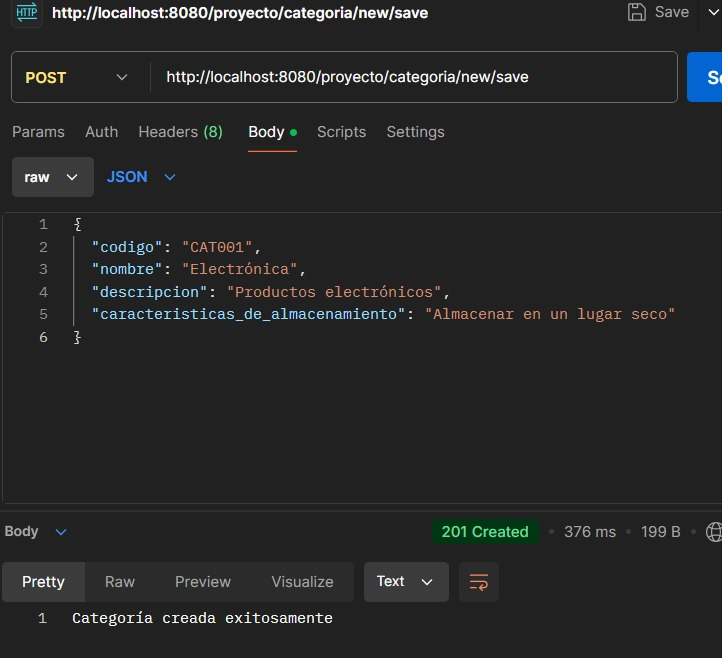 HTTP http://localhost:8080/proyecto/categoria/new/save Save
POST http://localhost:8080/proyecto/categoria/new/save
Params Auth Headers (8) Body Scripts Settings
raw JSON
1 {
2 "codigo": "CAT001",
3 "nombre": "Electrónica",
4 "descripcion": "Productos electrónicos",
5 "caracteristicas_de_almacenamiento": "Almacenar en un lugar seco"
6 }
Body 201 Created 376 ms 199 B
Pretty Raw Preview Visualize Text
1 Categoría creada exitosamente